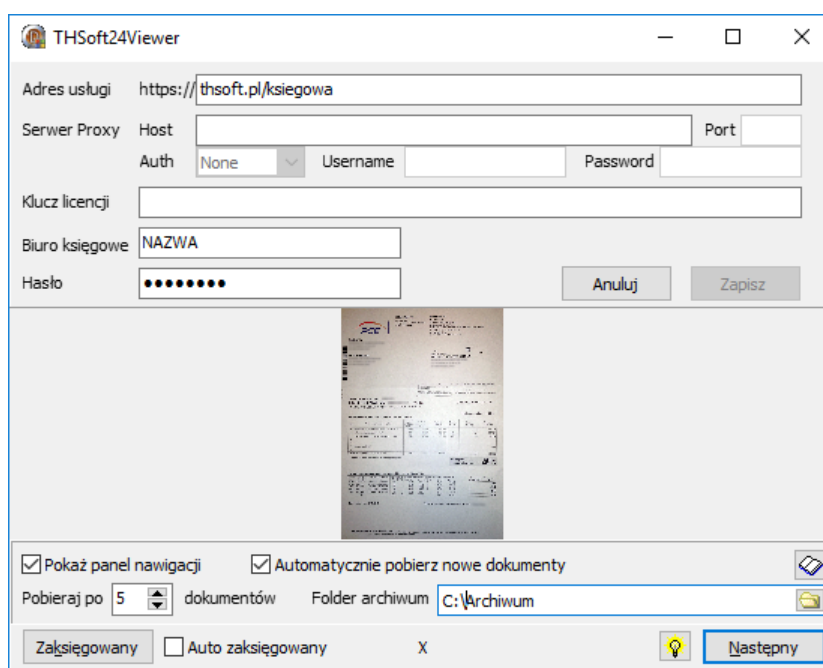 THSoft24Viewer
Adres usługi https:// thsoft.pl/ksiegowa
Serwer Proxy Host Port
Auth None Username Password
Klucz licencji
Biuro księgowe NAZWA
Hasło ●●●●●●●●
Anuluj Zapisz
PGE
Pokaż panel nawigacji Automatycznie pobierz nowe dokumenty
Pobieraj po 5 dokumentów Folder archiwum C:\Archiwum
Zaksięgowany Auto zaksięgowany X Następny